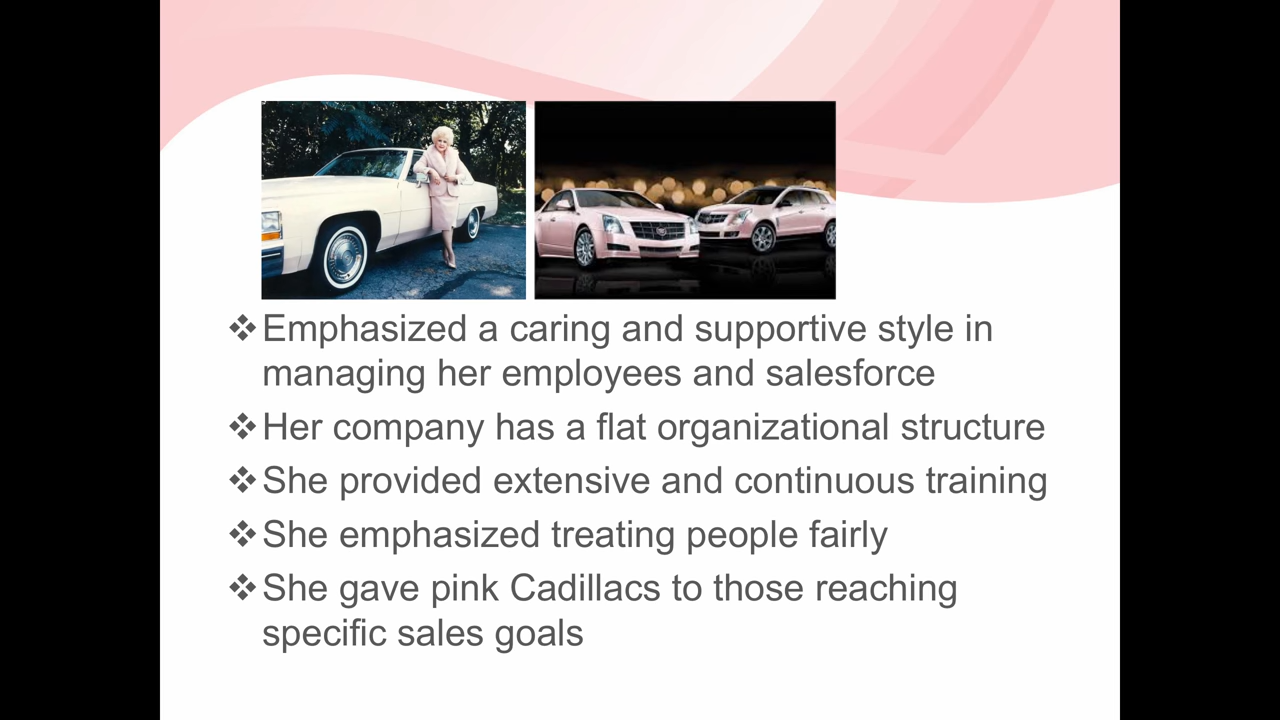 ❖Emphasized a caring and supportive style in
managing her employees and salesforce
❖Her company has a flat organizational structure
❖She provided extensive and continuous training
❖She emphasized treating people fairly
❖She gave pink Cadillacs to those reaching
specific sales goals